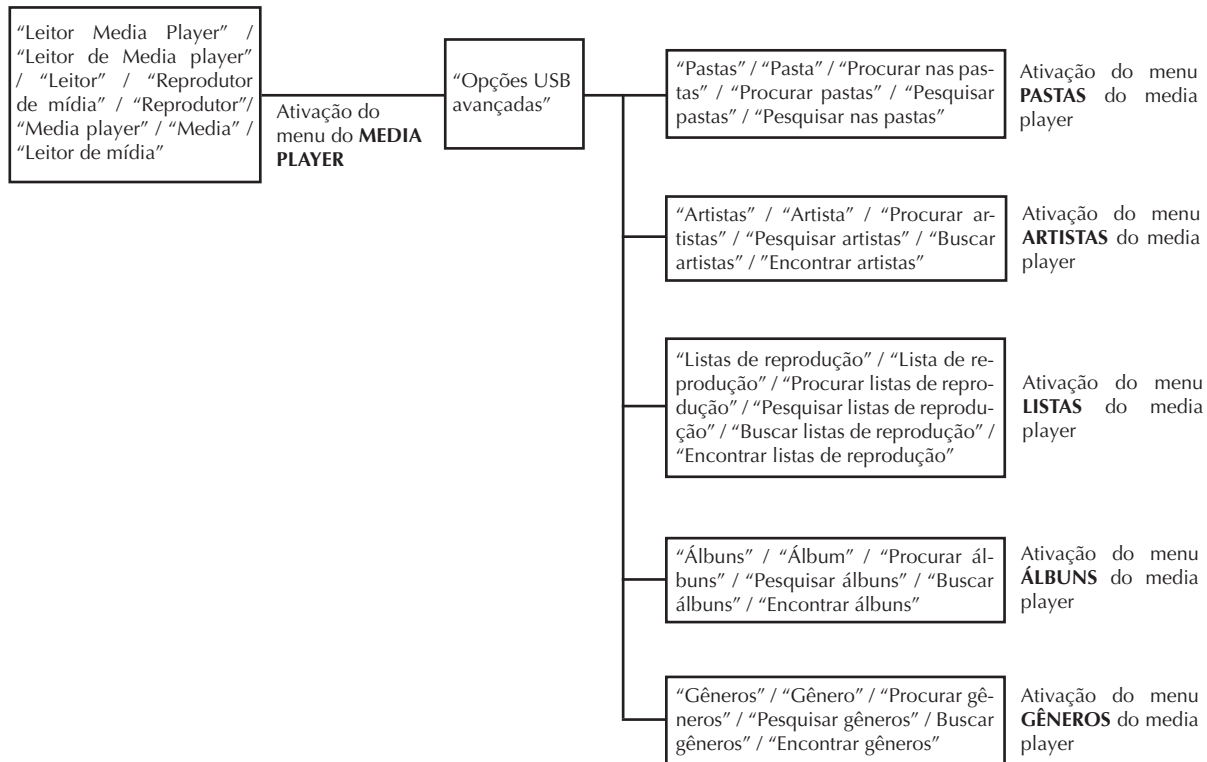 “Leitor Media Player” /
“Leitor de Media player”
/ “Leitor” / “Reprodutor
de mídia” / “Reprodutor”/
“Media player” / “Media” /
“Leitor de mídia”
Ativação do
menu do MEDIA
PLAYER
“Opções USB
avançadas”
“Pastas” / “Pasta” / “Procurar nas pas-
tas” / “Procurar pastas” / “Pesquisar
pastas” / “Pesquisar nas pastas”
Ativação do menu
PASTAS do media
player
“Artistas” / “Artista” / “Procurar ar-
tistas” / “Pesquisar artistas” / “Buscar
artistas” / ”Encontrar artistas”
Ativação do menu
ARTISTAS do media
player
“Listas de reprodução” / “Lista de re-
produção” / “Procurar listas de repro-
dução” / “Pesquisar listas de reprodu-
ção” / “Buscar listas de reprodução” /
“Encontrar listas de reprodução”
Ativação do menu
LISTAS do media
player
“Álbuns” / “Álbum” / “Procurar ál-
buns” / “Pesquisar álbuns” / “Buscar
álbuns” / “Encontrar álbuns”
Ativação do menu
ÁLBUNS do media
player
“Gêneros” / “Gênero” / “Procurar gê-
neros” / “Pesquisar gêneros” / Buscar
gêneros” / “Encontrar gêneros”
Ativação do menu
GÊNEROS do media
player